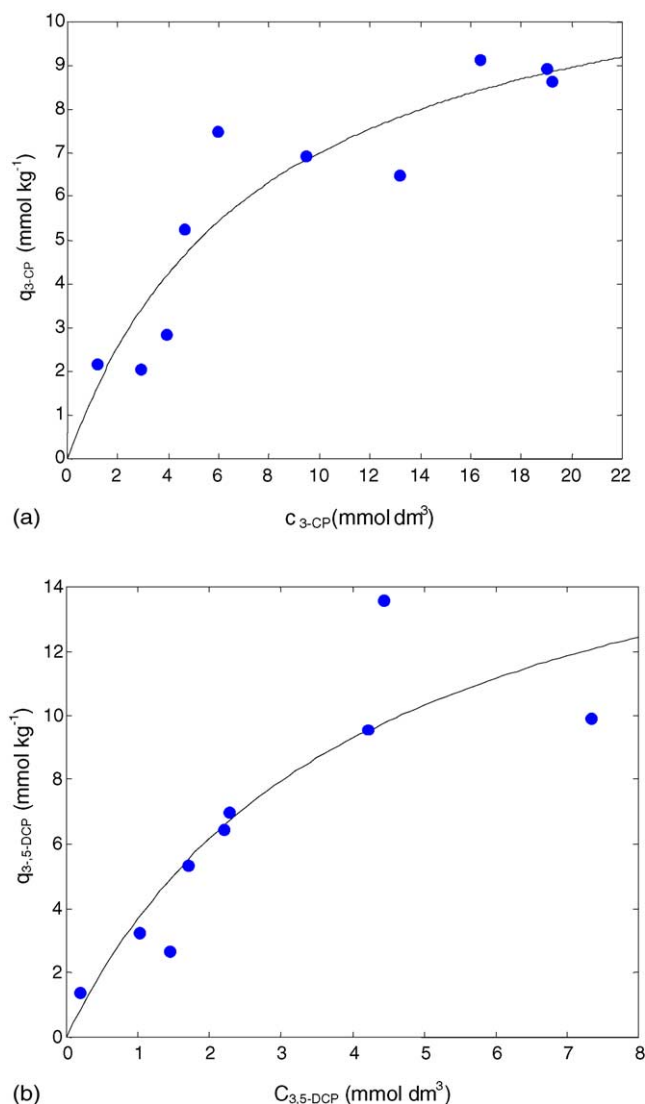 10
9
8
7
6
5
4
3
2
1
0
q3-CP (mmol kg-1)
0 2 4 6 8 10 12 14 16 18 20 22
(a)
c 3-CP(mmol dm3)
14
12
10
8
6
4
2
0
q3-,5-DCP (mmol kg-1)
0 1 2 3 4 5 6 7 8
(b)
C3,5-DCP (mmol dm3)